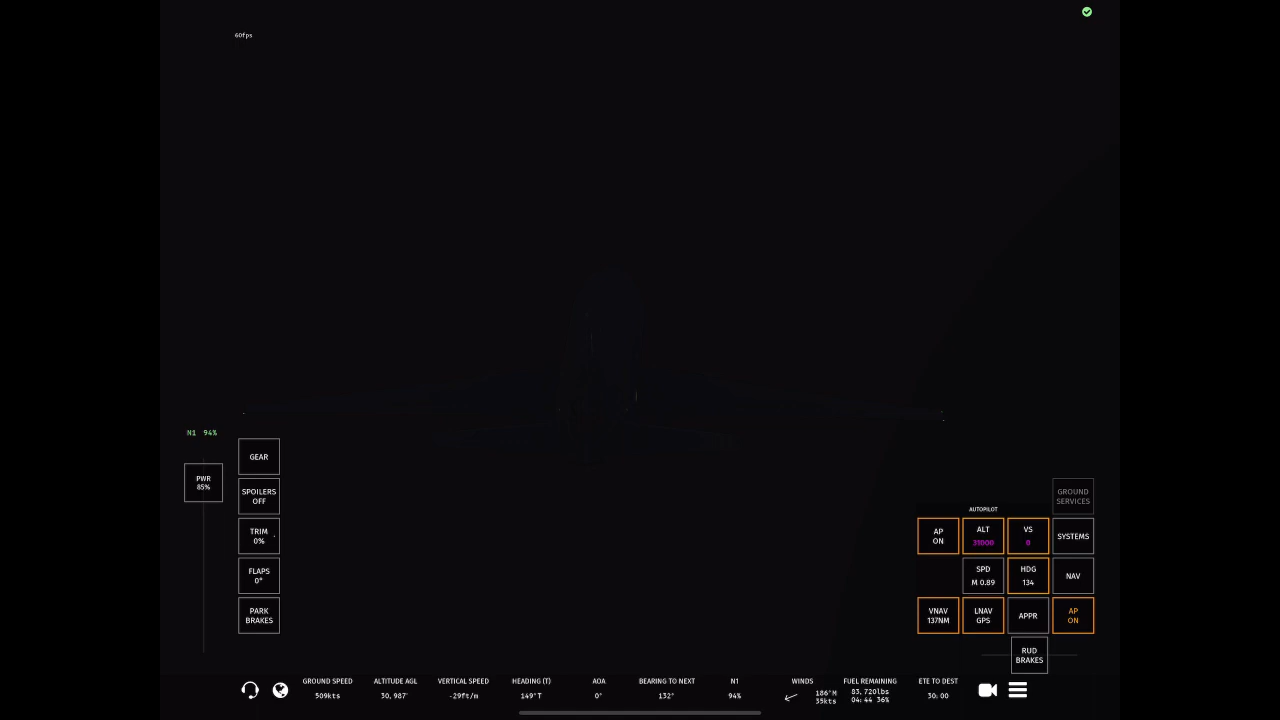 60fps
N1 94%
PWR
85%
GEAR
SPOILERS
OFF
TRIM
0%
FLAPS
0°
PARK
BRAKES
GROUND
SERVICES
AUTOPILOT
AP
ON
ALT
31000
VS
0
SYSTEMS
SPD
M 0.89
HDG
134
NAV
VNAV
137NM
LNAV
GPS
APPR
AP
ON
RUD
BRAKES
GROUND SPEED
509kts
ALTITUDE AGL
30,987'
VERTICAL SPEED
-29ft/m
HEADING (T)
149°T
AOA
0°
BEARING TO NEXT
132°
N1
94%
WINDS
186°M
35kts
FUEL REMAINING
83,720lbs
04:44 36%
ETE TO DEST
30:00